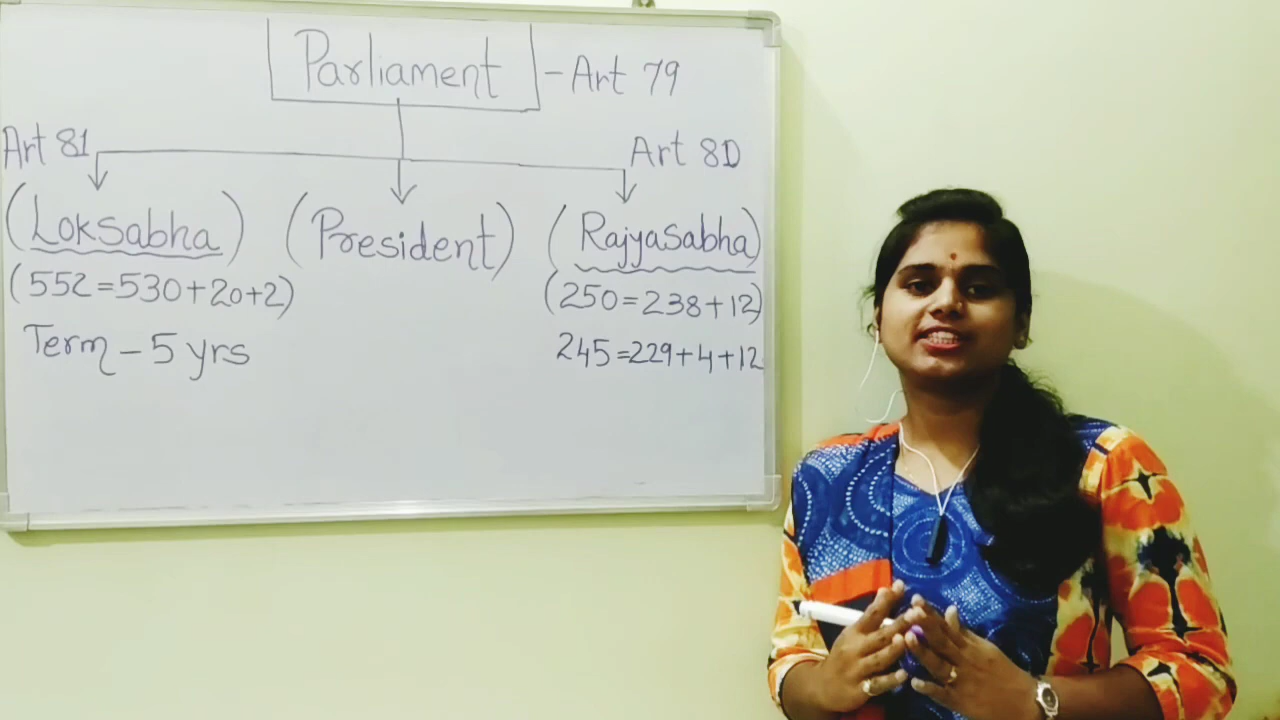 Parliament - Art 79
Art 81
Art 80
(Loksabha)
(President)
(Rajyasabha)
(552=530+20+2)
(250=238+12)
Term - 5 yrs
245=229+4+12